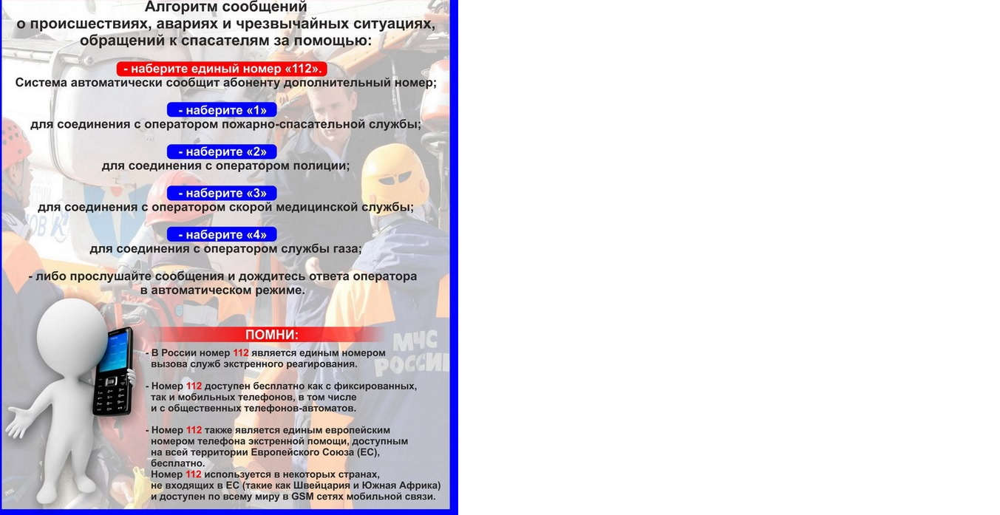 Алгоритм сообщений
о происшествиях, авариях и чрезвычайных ситуациях,
обращений к спасателям за помощью:
- наберите единый номер «112».
Система автоматически сообщит абоненту дополнительный номер;
- наберите «1»
для соединения с оператором пожарно-спасательной службы;
- наберите «2»
для соединения с оператором полиции;
- наберите «3»
для соединения с оператором скорой медицинской службы;
- наберите «4»
для соединения с оператором службы газа;
- либо прослушайте сообщения и дождитесь ответа оператора
в автоматическом режиме.
ПОМНИ:
- В России номер 112 является единым номером
вызова служб экстренного реагирования.
- Номер 112 доступен бесплатно как с фиксированных,
так и мобильных телефонов, в том числе
и с общественных телефонов-автоматов.
- Номер 112 также является единым европейским
номером телефона экстренной помощи, доступным
на всей территории Европейского Союза (ЕС),
бесплатно.
Номер 112 используется в некоторых странах,
не входящих в ЕС (такие как Швейцария и Южная Африка)
и доступен по всему миру в GSM сетях мобильной связи.
МЧС
РОССИИ